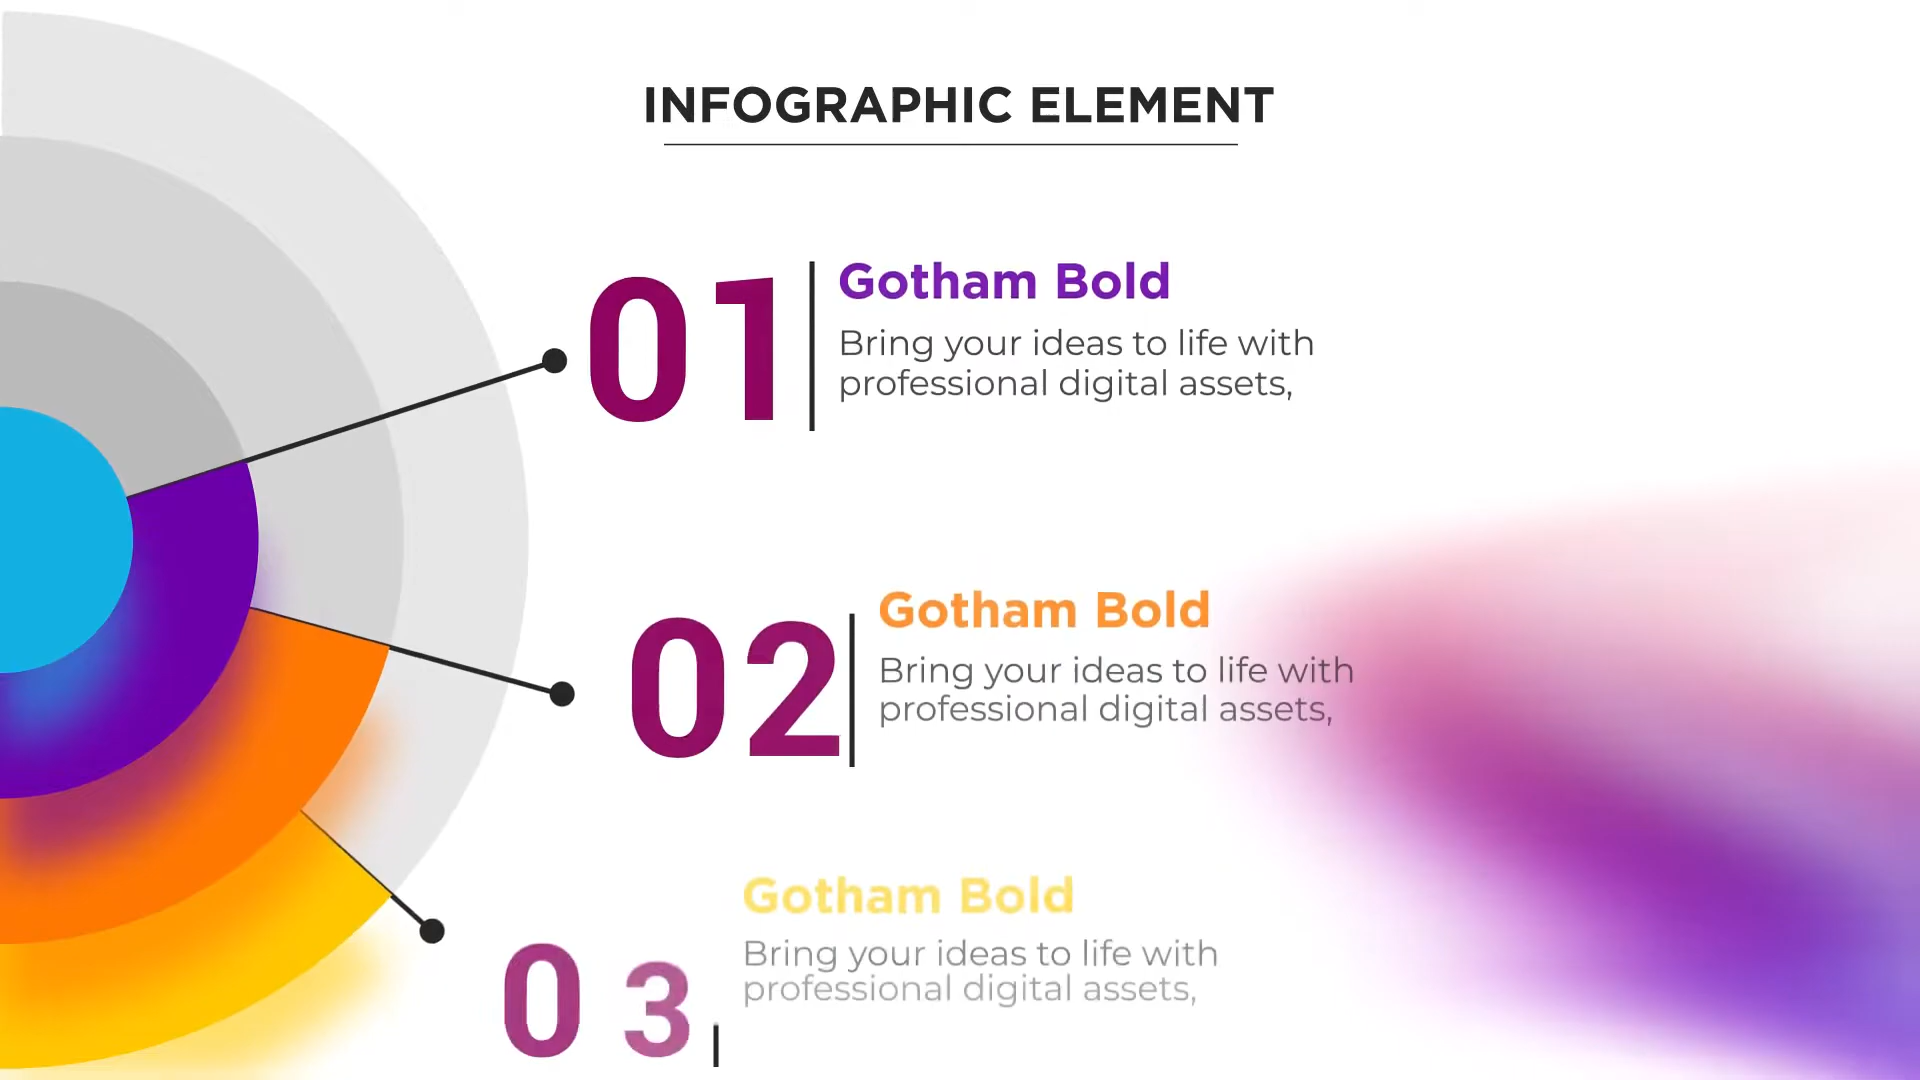 INFOGRAPHIC ELEMENT
01
Gotham Bold
Bring your ideas to life with
professional digital assets,
02
Gotham Bold
Bring your ideas to life with
professional digital assets,
03
Gotham Bold
Bring your ideas to life with
professional digital assets,